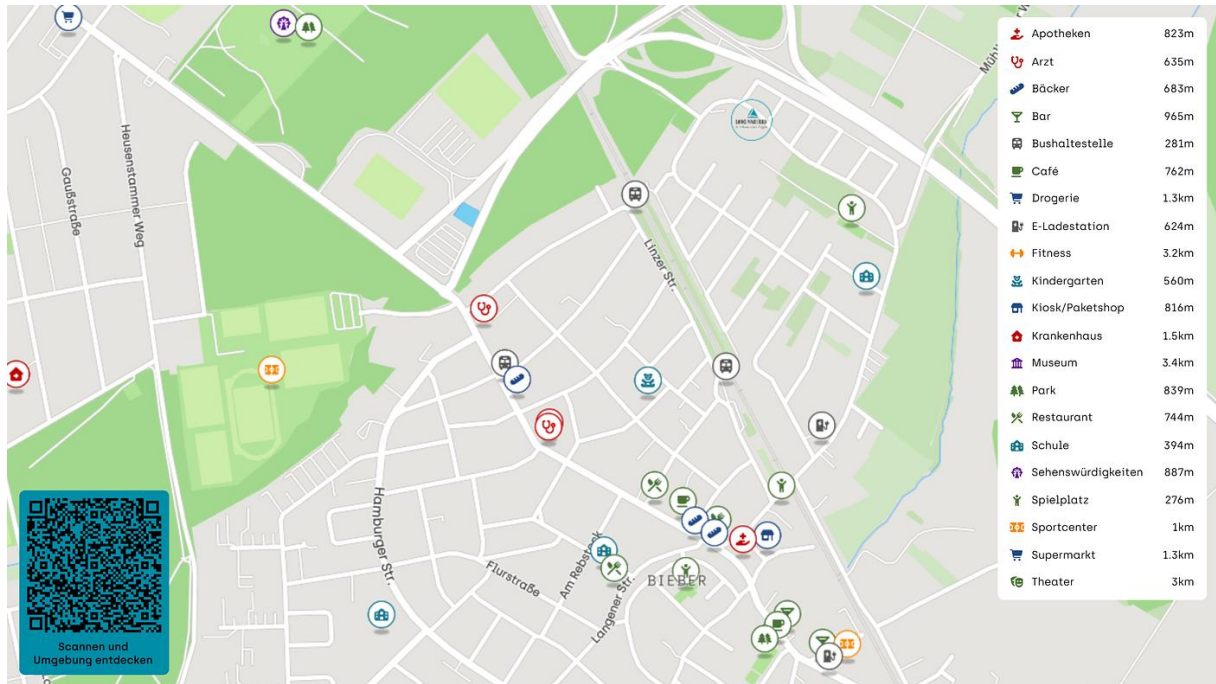 Apotheken 823m
Arzt 635m
Bäcker 683m
Bar 965m
Bushaltestelle 281m
Café 762m
Drogerie 1.3km
E-Ladestation 624m
Fitness 3.2km
Kindergarten 560m
Kiosk/Paketshop 816m
Krankenhaus 1.5km
Museum 3.4km
Park 839m
Restaurant 744m
Schule 394m
Sehenswürdigkeiten 887m
Spielplatz 276m
Sportcenter 1km
Supermarkt 1.3km
Theater 3km
Heusenstammer Weg
Gaußstraße
Linzer Str.
Hamburger Str.
Flurstraße
Am Rebstock
Langener Str.
BIEBER
Scannen und
Umgebung entdecken